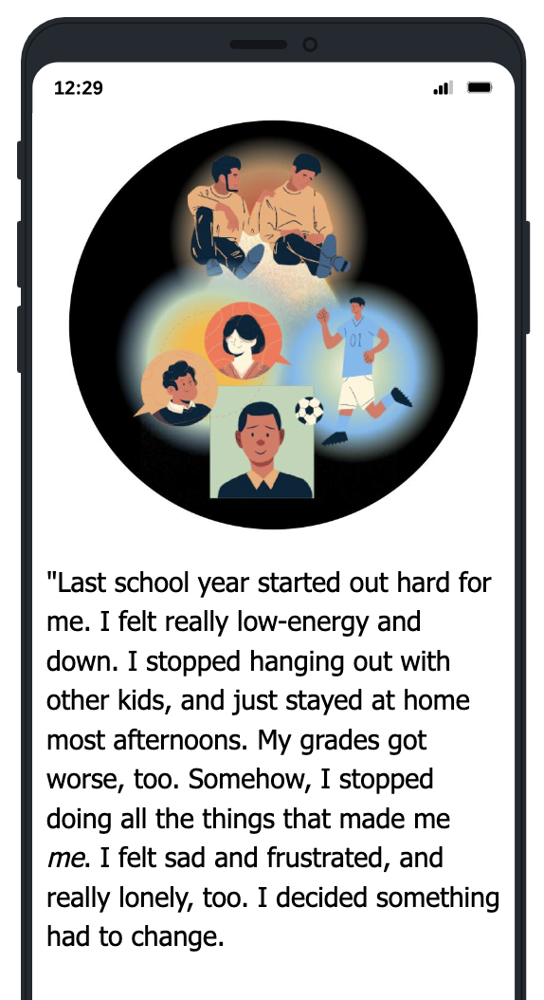 12:29
"Last school year started out hard for
me. I felt really low-energy and
down. I stopped hanging out with
other kids, and just stayed at home
most afternoons. My grades got
worse, too. Somehow, I stopped
doing all the things that made me
me. I felt sad and frustrated, and
really lonely, too. I decided something
had to change.
01